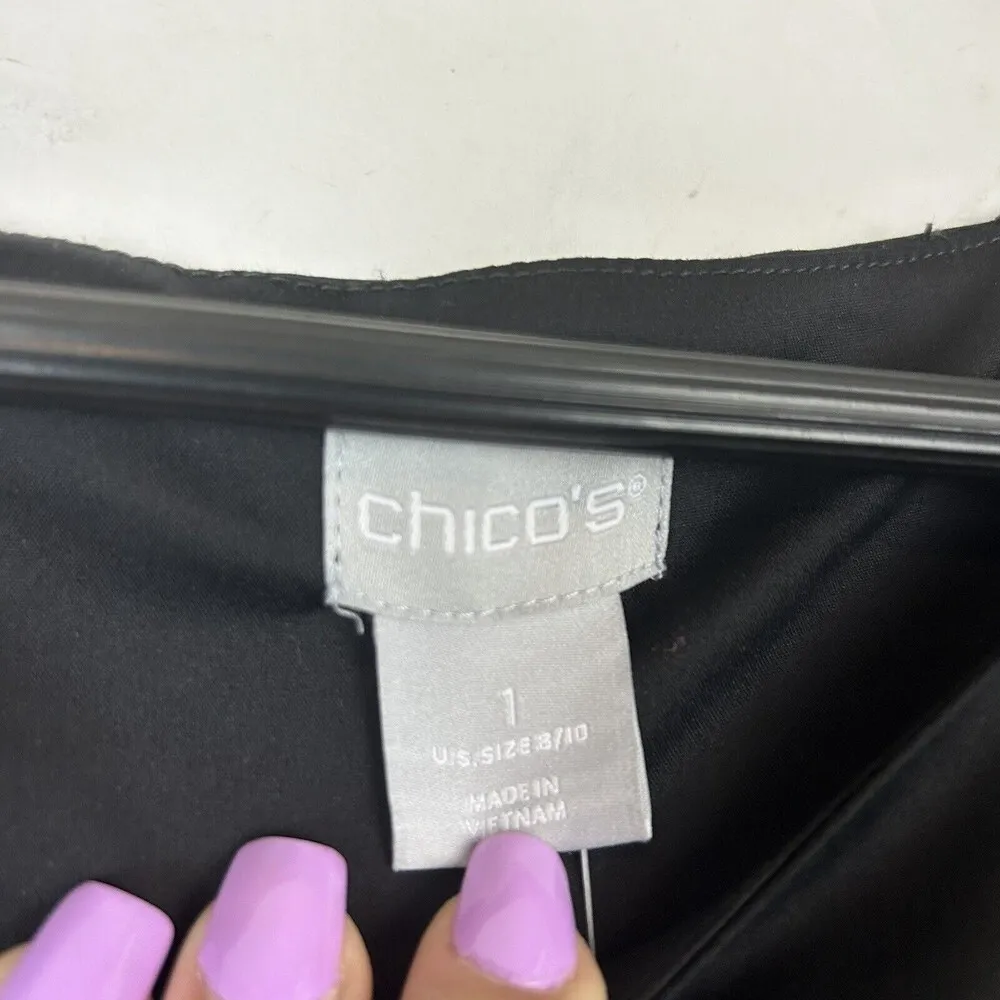 chico's®
1
U.S. SIZE 8/10
MADE IN
VIETNAM